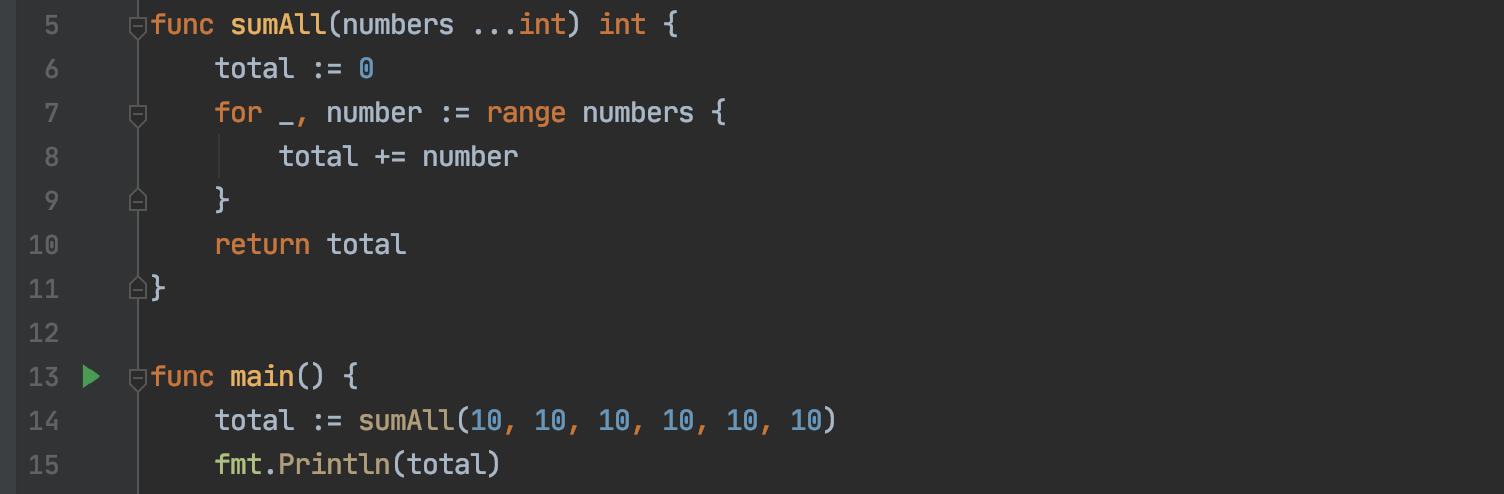 5 func sumAll(numbers ...int) int {
6     total := 0
7     for _, number := range numbers {
8         total += number
9     }
10     return total
11 }
12
13 func main() {
14     total := sumAll(10, 10, 10, 10, 10, 10)
15     fmt.Println(total)